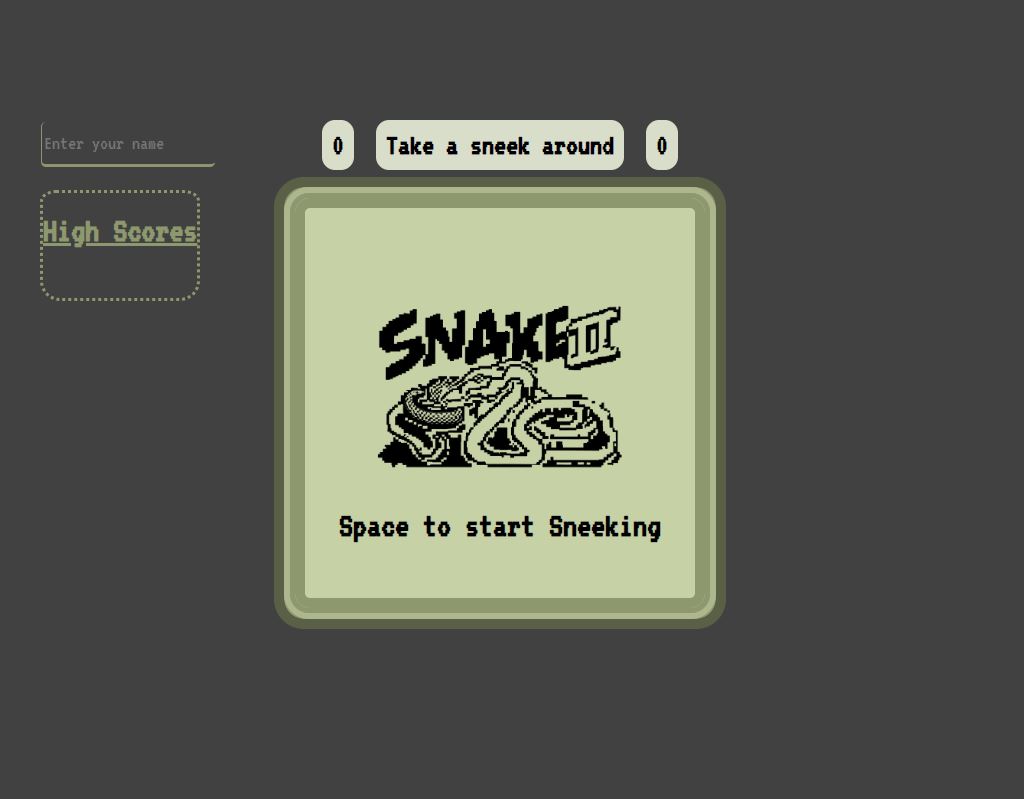 Enter your name
High Scores
0
Take a sneek around
0
SNAKE II
Space to start Sneeking